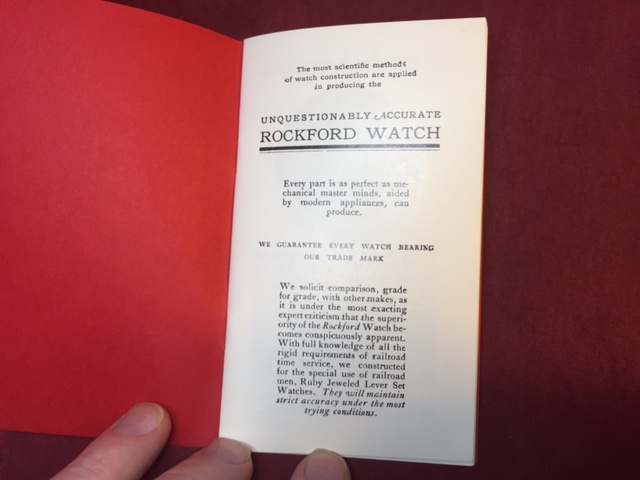 The most scientific methods
of watch construction are applied
in producing the
UNQUESTIONABLY ACCURATE
ROCKFORD WATCH
Every part is as perfect as me-
chanical master minds, aided
by modern appliances, can
produce.
WE GUARANTEE EVERY WATCH BEARING
OUR TRADE MARK
We solicit comparison, grade
for grade, with other makes, as
it is under the most exacting
expert criticism that the superi-
ority of the Rockford Watch be-
comes conspicuously apparent.
With full knowledge of all the
rigid requirements of railroad
time service, we constructed
for the special use of railroad
men, Ruby Jeweled Lever Set
Watches. They will maintain
strict accuracy under the most
trying conditions.